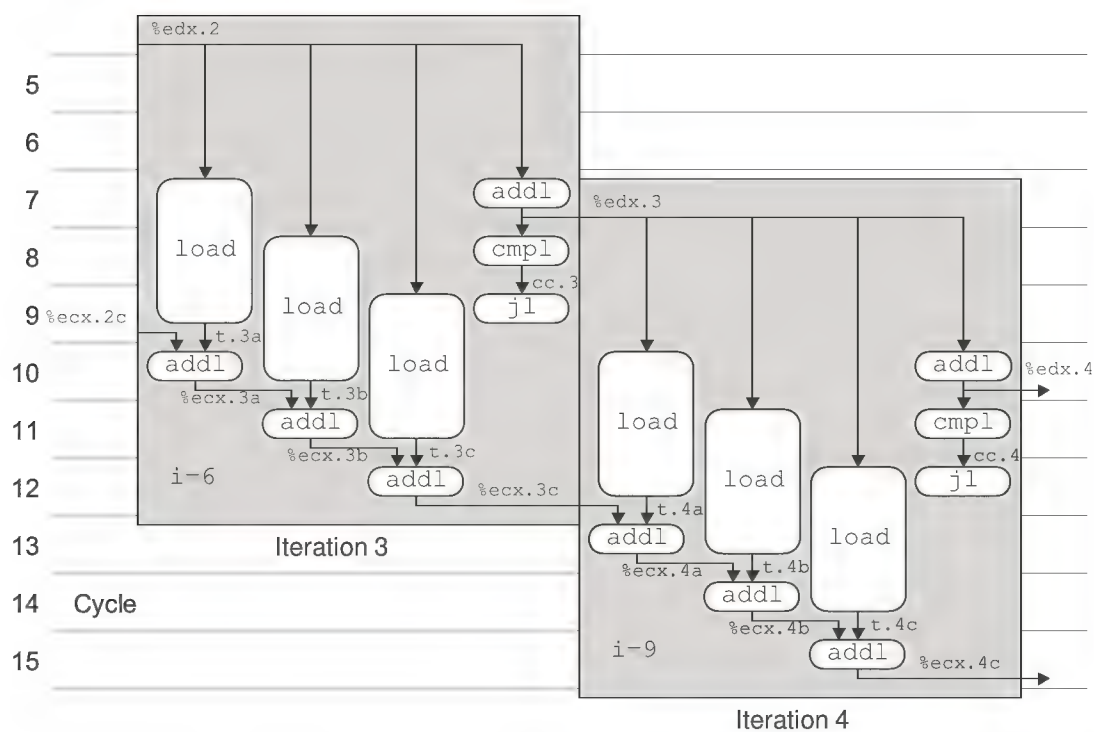 %edx.2
5
6
7
addl
%edx.3
load
8
cmpl
load
cc.3
9
%ecx.2c
jl
t.3a
load
10
addl
addl
%edx.4
%ecx.3a
t.3b
load
11
addl
cmpl
%ecx.3b
t.3c
load
cc.4
i-6
12
addl
jl
%ecx.3c
t.4a
load
13
addl
Iteration 3
%ecx.4a
t.4b
14
Cycle
addl
%ecx.4b
t.4c
15
i-9
addl
%ecx.4c
Iteration 4